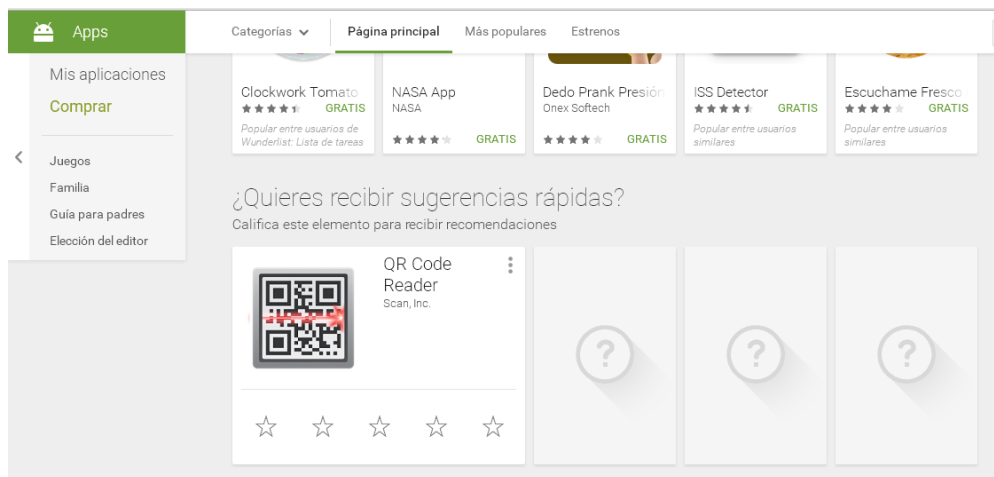 Apps
Categorías
Página principal
Más populares
Estrenos
Mis aplicaciones
Comprar
Juegos
Familia
Guía para padres
Elección del editor
Clockwork Tomato
GRATIS
Popular entre usuarios de
Wunderlist: Lista de tareas
NASA App
NASA
GRATIS
Dedo Prank Presión
Onex Softech
GRATIS
ISS Detector
GRATIS
Popular entre usuarios
similares
Escuchame Fresco
GRATIS
Popular entre usuarios
similares
¿Quieres recibir sugerencias rápidas?
Califica este elemento para recibir recomendaciones
QR Code
Reader
Scan, Inc.
?
?
?